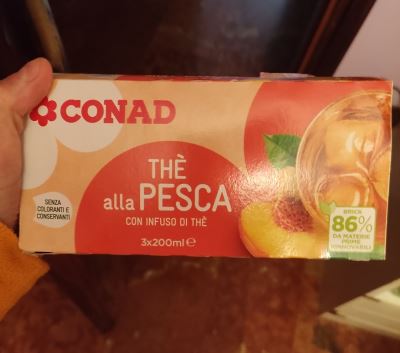 CONAD
THÈ
alla PESCA
CON INFUSO DI THÈ
3x200ml e
SENZA
COLORANTI E
CONSERVANTI
BRICK
86%
DA MATERIE
PRIME
RINNOVABILI